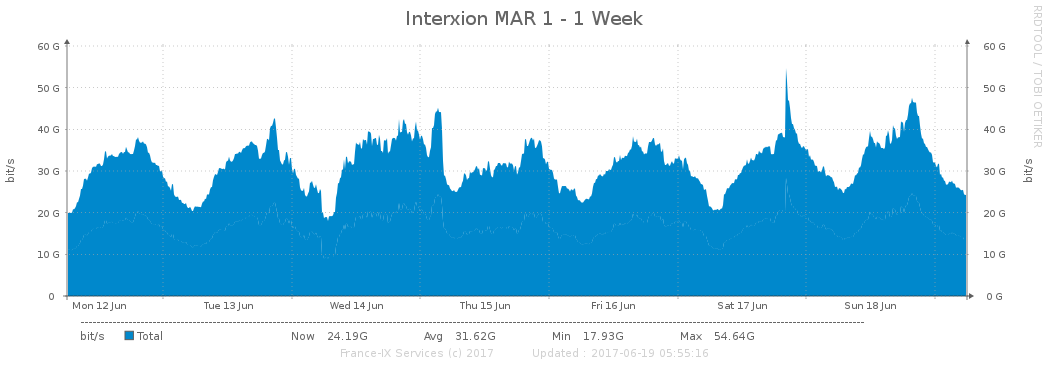 Interxion MAR 1 - 1 Week
RRDTOOL / TOBI OETIKER
60 G 60 G
50 G 50 G
40 G 40 G
30 G 30 G
20 G 20 G
10 G 10 G
0 0 G
bit/s bit/s
Mon 12 Jun Tue 13 Jun Wed 14 Jun Thu 15 Jun Fri 16 Jun Sat 17 Jun Sun 18 Jun
bit/s Total Now 24.19G Avg 31.62G Min 17.93G Max 54.64G
France-IX Services (c) 2017 Updated : 2017-06-19 05:55:16